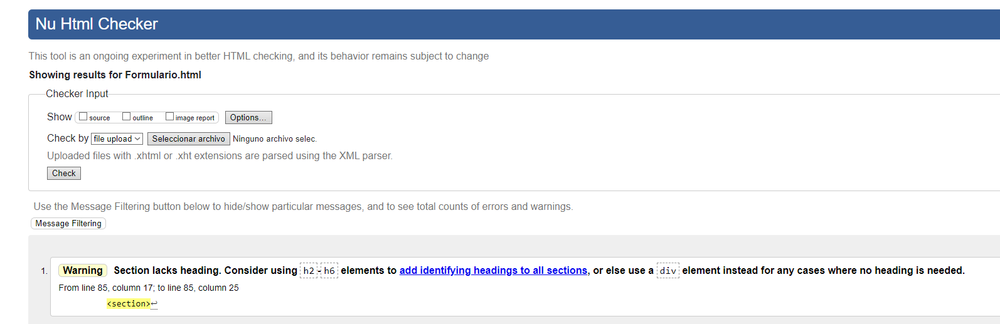 Nu Html Checker
This tool is an ongoing experiment in better HTML checking, and its behavior remains subject to change
Showing results for Formulario.html
Checker Input
Show source outline image report Options...
Check by file upload Seleccionar archivo Ninguno archivo selec.
Uploaded files with .xhtml or .xht extensions are parsed using the XML parser.
Check
Use the Message Filtering button below to hide/show particular messages, and to see total counts of errors and warnings.
Message Filtering
1. Warning Section lacks heading. Consider using h2-h6 elements to add identifying headings to all sections, or else use a div element instead for any cases where no heading is needed.
From line 85, column 17; to line 85, column 25
<section>↩